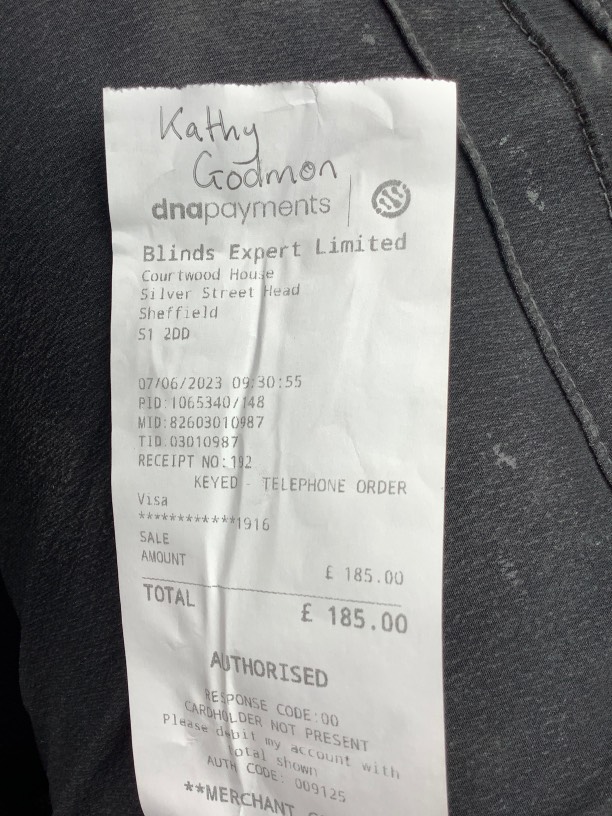 Kathy
Godmon
dnapayments
Blinds Expert Limited
Courtwood House
Silver Street Head
Sheffield
S1 2DD
07/06/2023 09:30:55
PID:1065340/148
MID:82603010987
TID:03010987
RECEIPT NO:192
KEYED - TELEPHONE ORDER
Visa
************1916
SALE
AMOUNT £ 185.00
TOTAL £ 185.00
AUTHORISED
RESPONSE CODE:00
CARDHOLDER NOT PRESENT
Please debit my account with
total shown
AUTH CODE: 009125
**MERCHANT